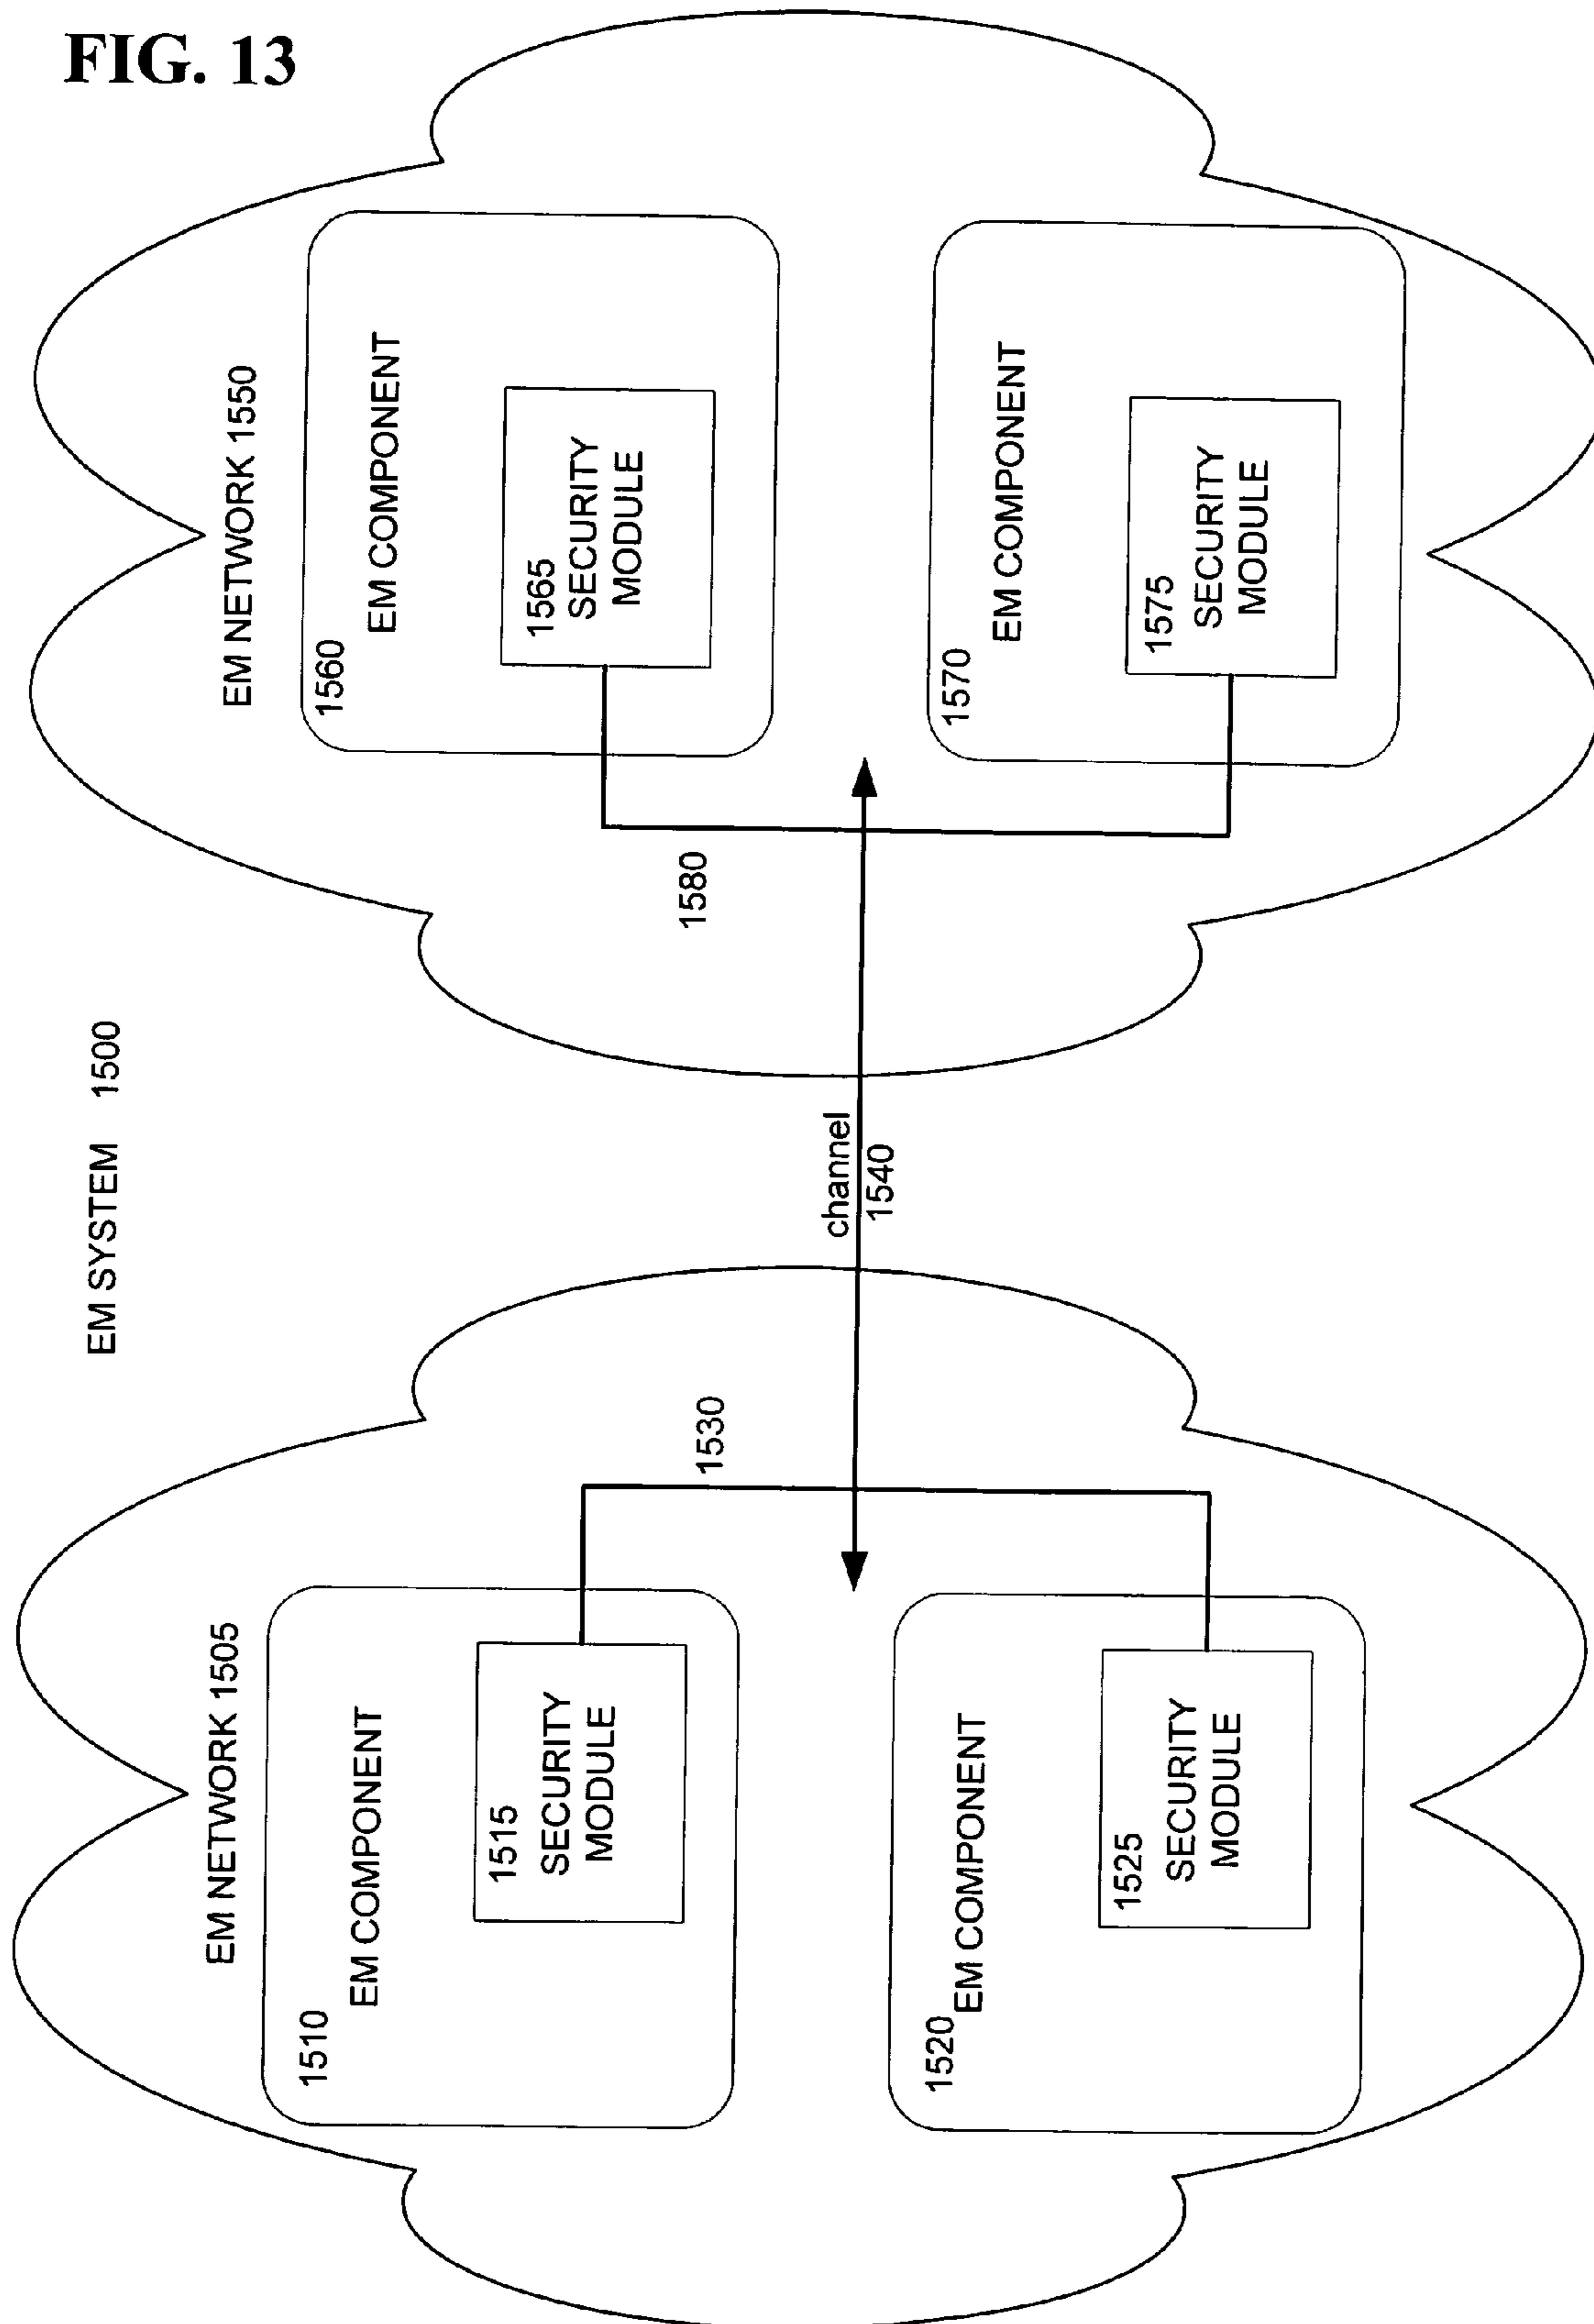 FIG. 13
EM SYSTEM 1500
EM NETWORK 1505
1510
EM COMPONENT
1515
SECURITY
MODULE
1520
EM COMPONENT
1525
SECURITY
MODULE
1530
channel
1540
EM NETWORK 1550
1560
EM COMPONENT
1565
SECURITY
MODULE
1570
EM COMPONENT
1575
SECURITY
MODULE
1580